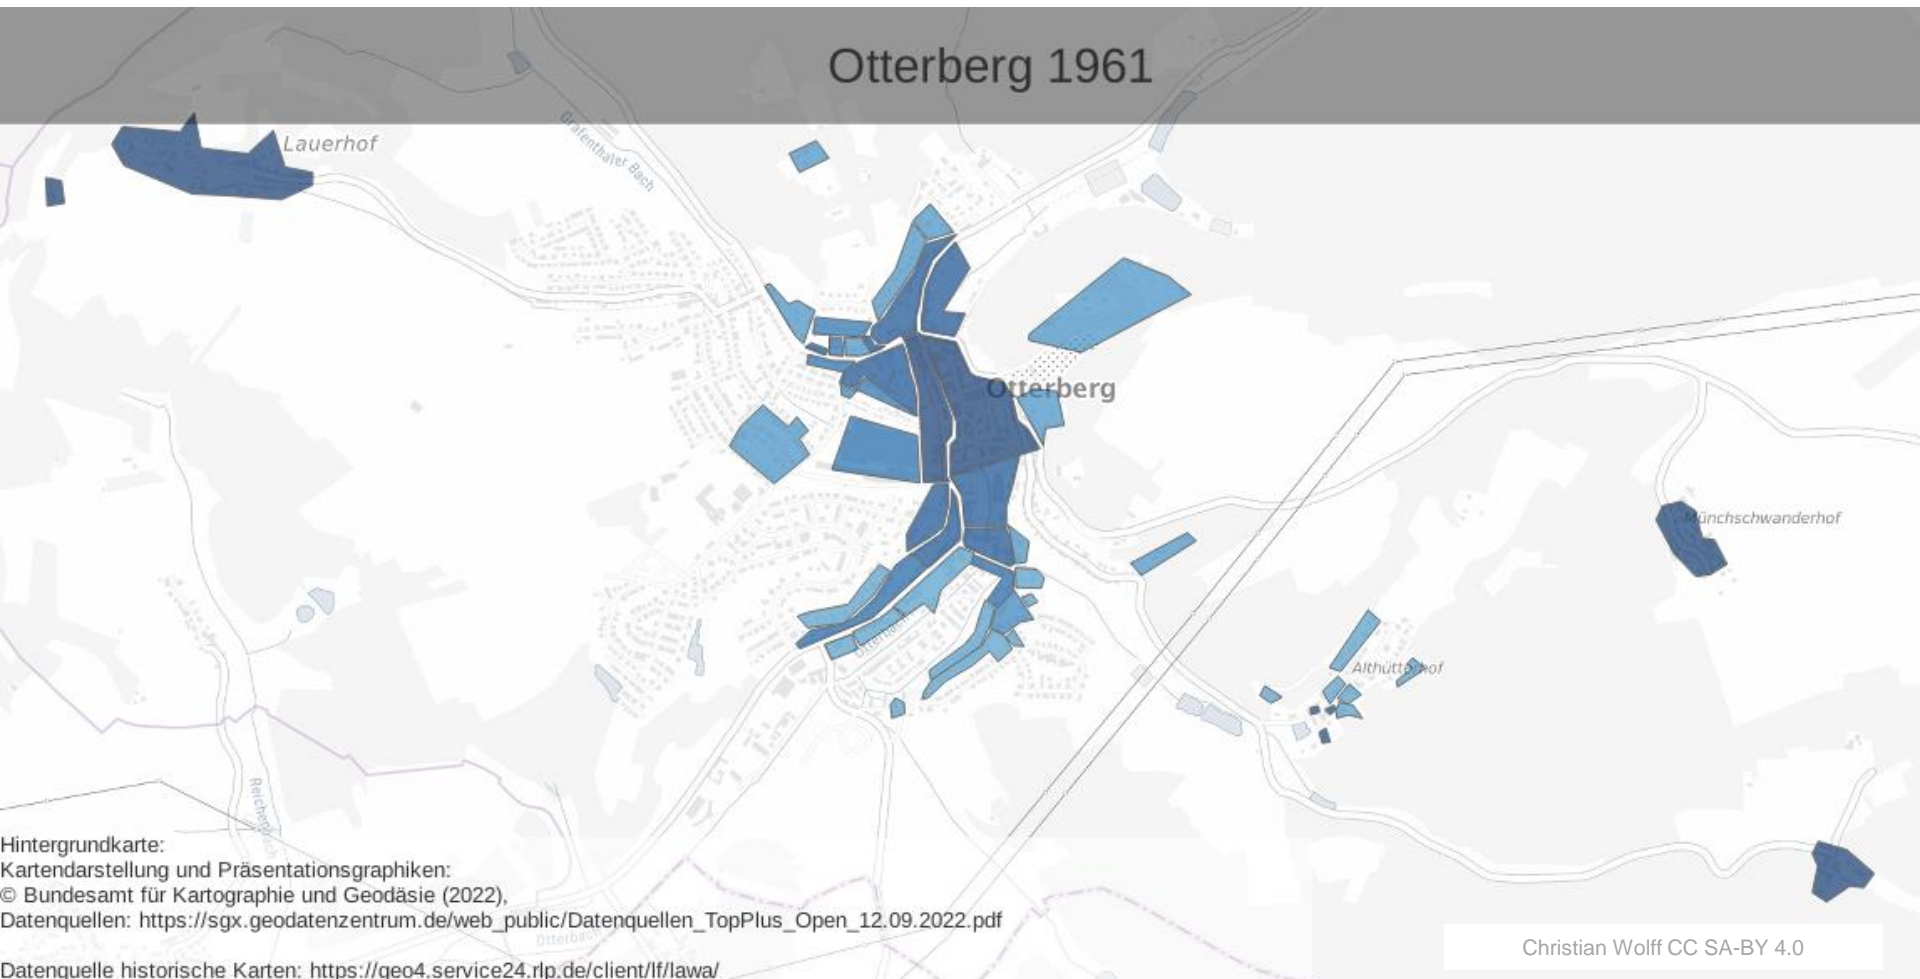 Otterberg 1961
Lauerhof
Grafenthaler Bach
Otterberg
Münchschwanderhof
Althütterhof
Otterbach
Reichenbach
Hintergrundkarte:
Kartendarstellung und Präsentationsgraphiken:
© Bundesamt für Kartographie und Geodäsie (2022),
Datenquellen: https://sgx.geodatenzentrum.de/web_public/Datenquellen_TopPlus_Open_12.09.2022.pdf
Otterbach
Christian Wolff CC SA-BY 4.0
Datenquelle historische Karten: https://geo4.service24.rlp.de/client/lf/lawa/